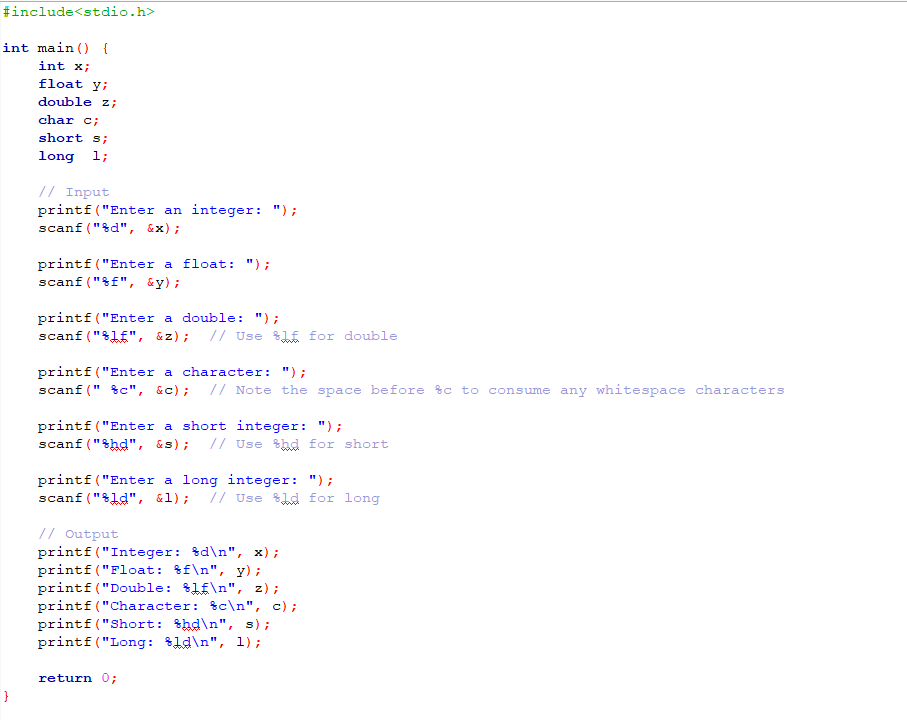 #include<stdio.h>
int main() {
    int x;
    float y;
    double z;
    char c;
    short s;
    long  l;
    // Input
    printf("Enter an integer: ");
    scanf("%d", &x);
    printf("Enter a float: ");
    scanf("%f", &y);
    printf("Enter a double: ");
    scanf("%lf", &z);  // Use %lf for double
    printf("Enter a character: ");
    scanf(" %c", &c);  // Note the space before %c to consume any whitespace characters
    printf("Enter a short integer: ");
    scanf("%hd", &s);  // Use %hd for short
    printf("Enter a long integer: ");
    scanf("%ld", &l);  // Use %ld for long
    // Output
    printf("Integer: %d\n", x);
    printf("Float: %f\n", y);
    printf("Double: %lf\n", z);
    printf("Character: %c\n", c);
    printf("Short: %hd\n", s);
    printf("Long: %ld\n", l);
    return 0;
}